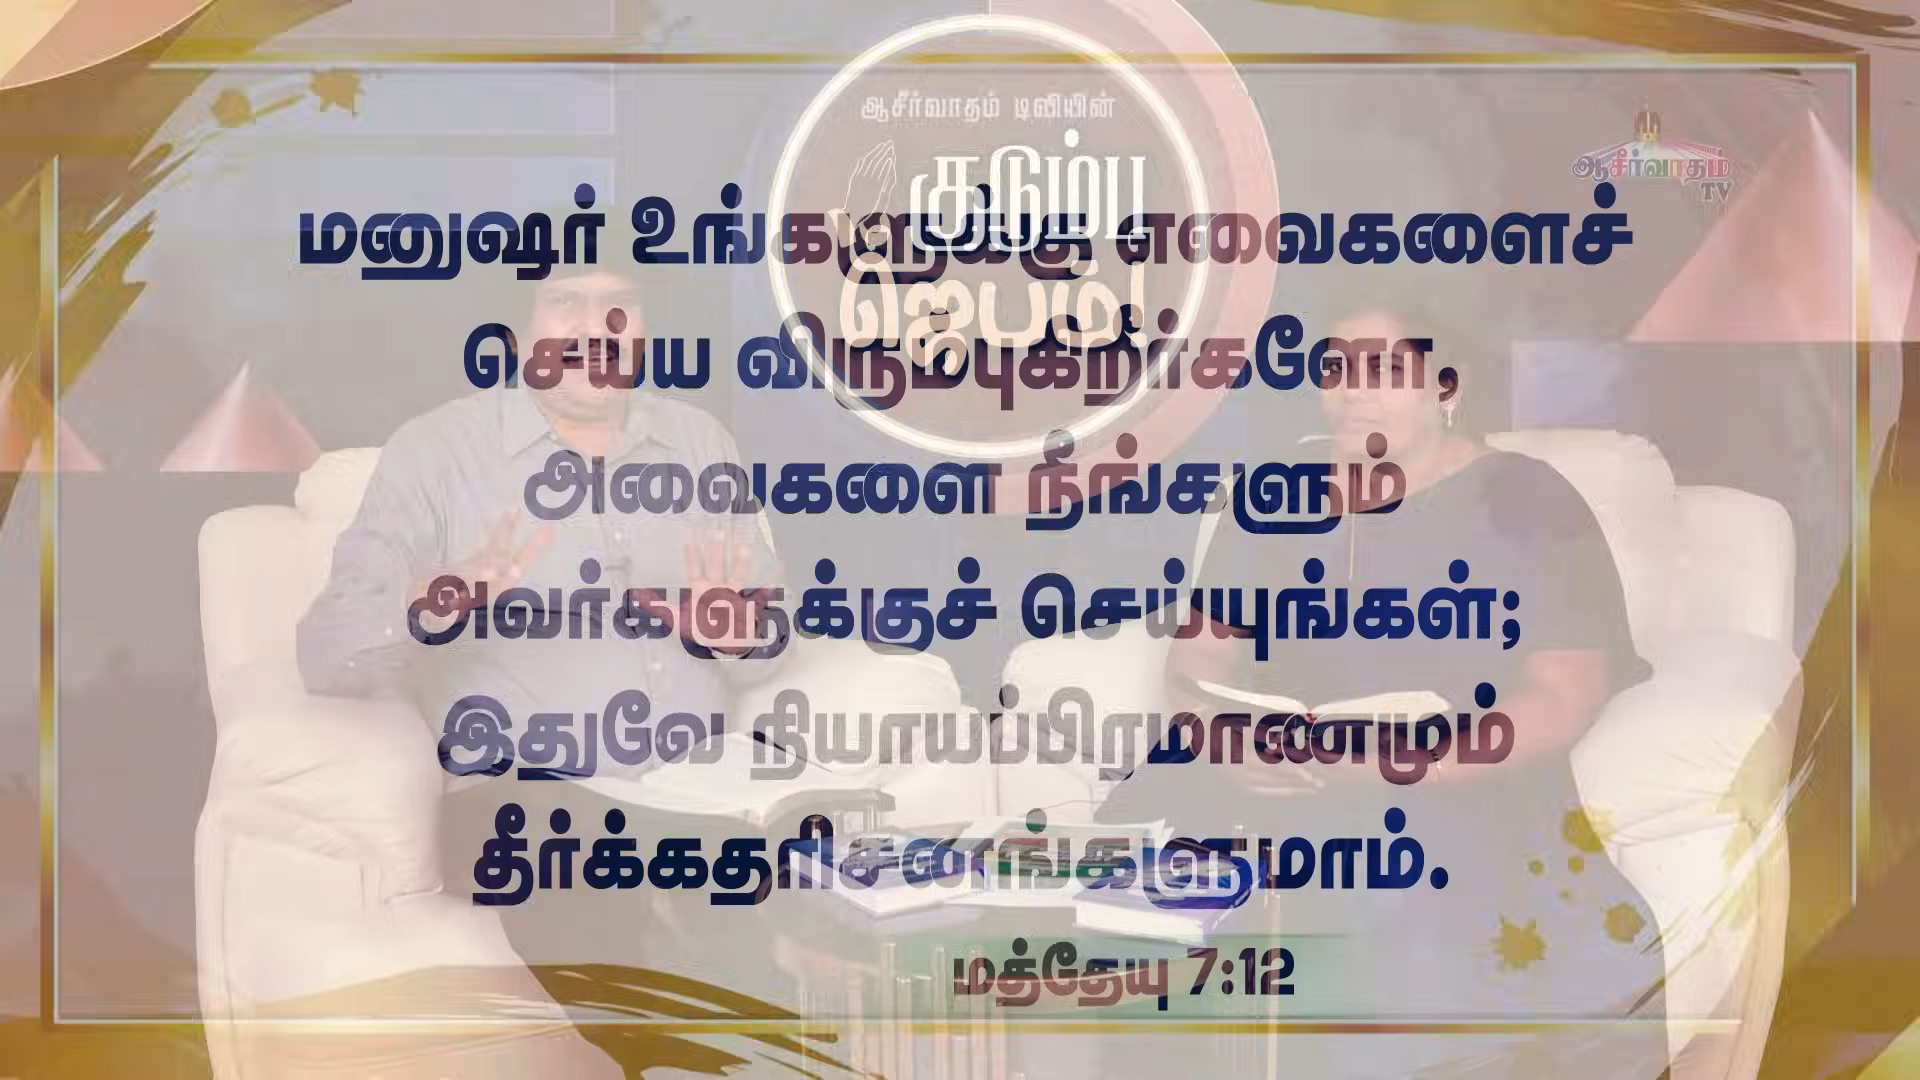 ஆசீர்வாதம் டிவியின்
குடும்ப
ஜெபம்!
ஆசீர்வாதம்
TV
மனுஷர் உங்களுக்கு எவைகளைச்
செய்ய விரும்புகிறீர்களோ,
அவைகளை நீங்களும்
அவர்களுக்குச் செய்யுங்கள்;
இதுவே நியாயப்பிரமாணமும்
தீர்க்கதரிசனங்களுமாம்.
மத்தேயு 7:12